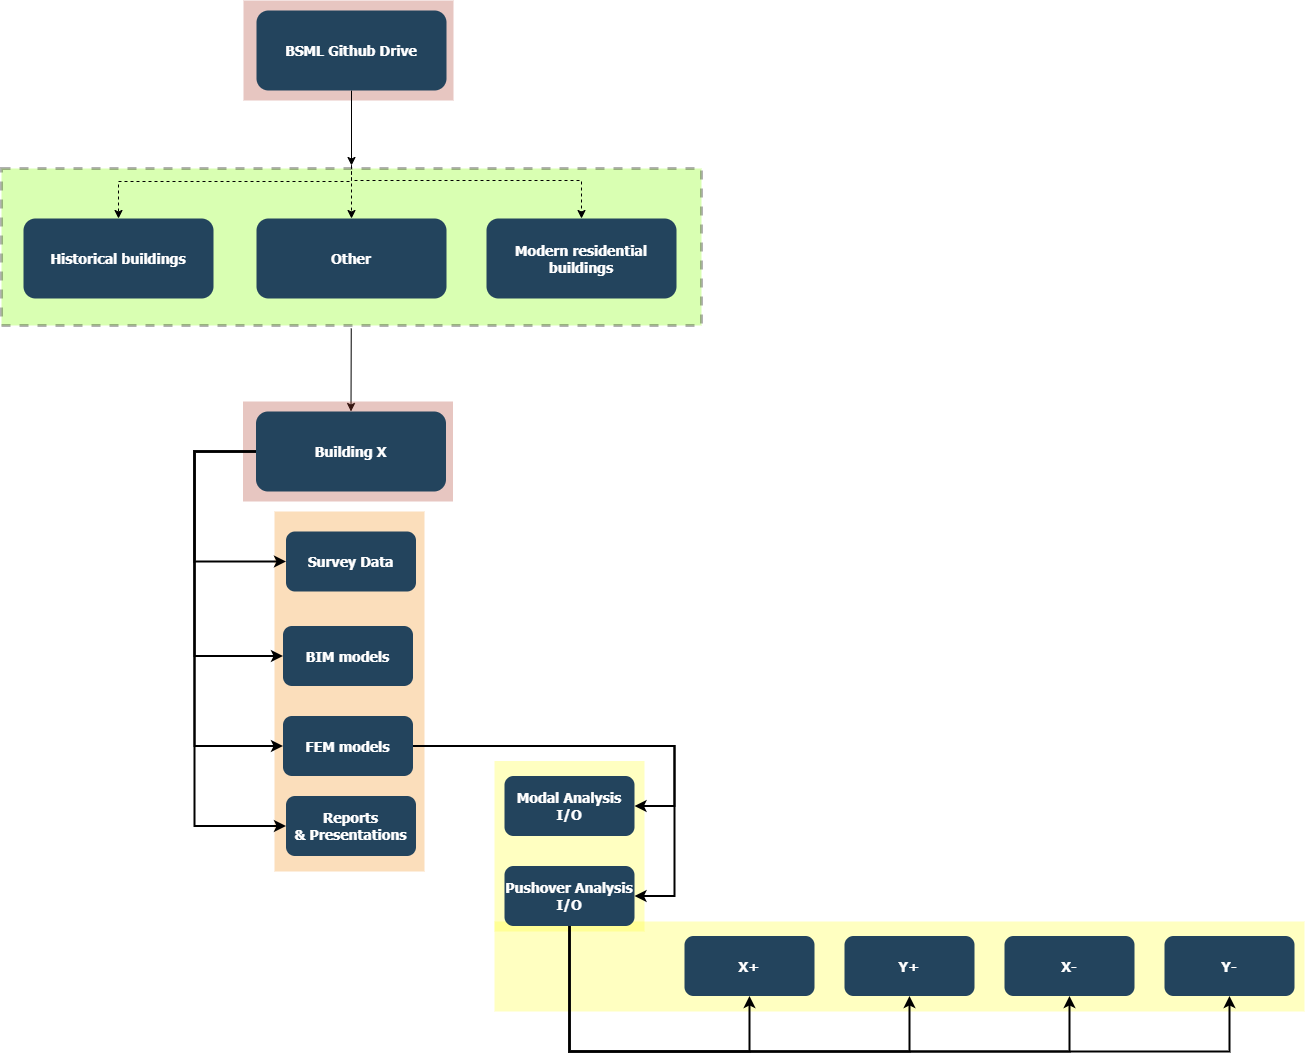 BSML Github Drive
Historical buildings
Other
Modern residential
buildings
Building X
Survey Data
BIM models
FEM models
Reports
& Presentations
Modal Analysis
I/O
Pushover Analysis
I/O
X+
Y+
X-
Y-